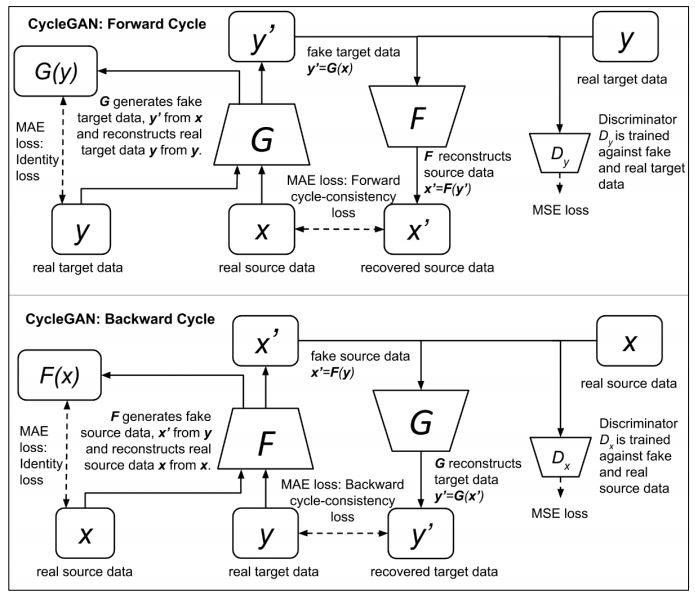 CycleGAN: Forward Cycle
y'
y
G(y)
fake target data
y'=G(x)
real target data
G generates fake
target data, y' from x
and reconstructs real
target data y from y.
G
F
MAE
loss:
Identity
loss
Discriminator
Dy is trained
against fake
and real target
data
Dy
F reconstructs
source data
x'=F(y')
MAE loss: Forward
cycle-consistency
loss
MSE loss
y
x
x'
real target data
real source data
recovered source data
CycleGAN: Backward Cycle
x'
x
F(x)
fake source data
x'=F(y)
real source data
F generates fake
source data, x' from y
and reconstructs real
source data x from x.
F
G
MAE
loss:
Identity
loss
Discriminator
Dx is trained
against fake
and real
source data
Dx
G reconstructs
target data
y'=G(x')
MAE loss: Backward
cycle-consistency
loss
MSE loss
x
y
y'
real source data
real target data
recovered target data